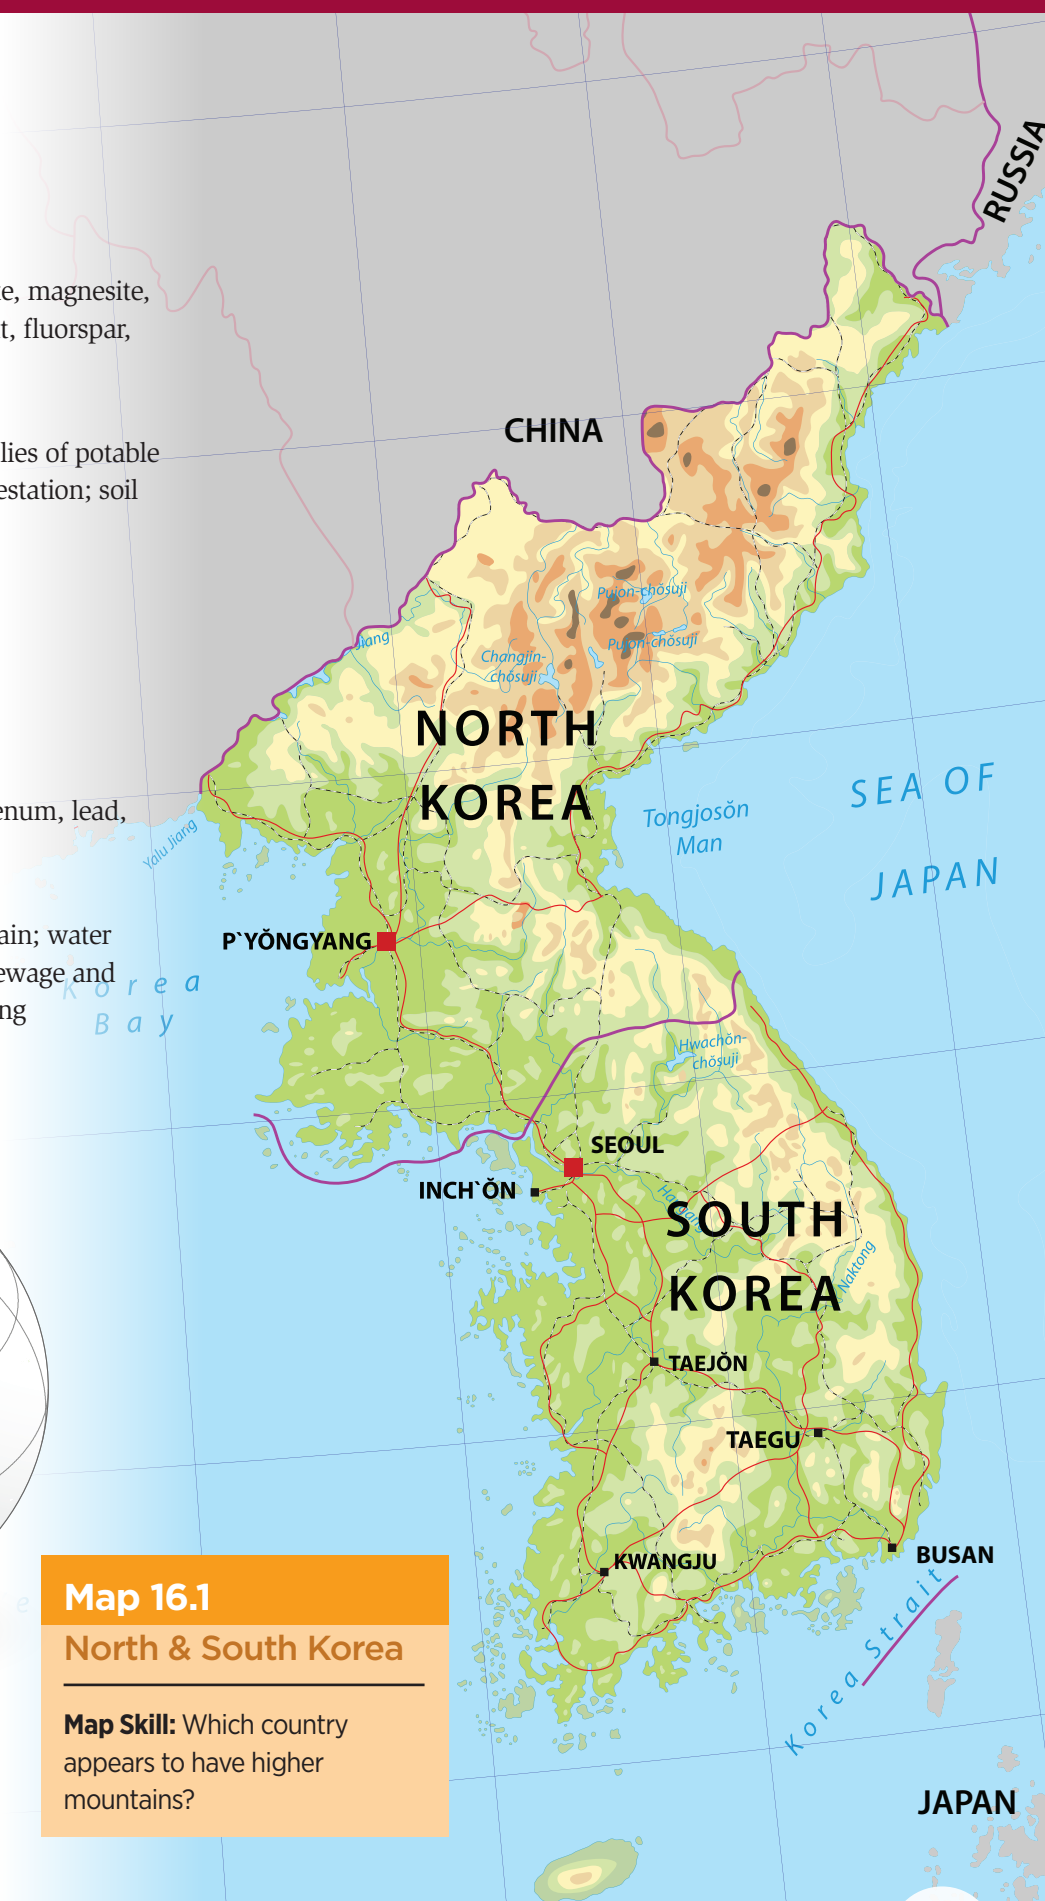 e, magnesite,
t, fluorspar,
lies of potable
estation; soil
enum, lead,
ain; water
ewage and
ng
RUSSIA
CHINA
Pujon-chŏsuji
Jiang
Pujon-chŏsuji
Changjin-
chŏsuji
NORTH
KOREA
SEA OF
JAPAN
Tongjosŏn
Man
Yalu Jiang
P`YŎNGYANG
Korea
Bay
Hwachŏn-
chŏsuji
SEOUL
INCH`ŎN
SOUTH
KOREA
Naktong
TAEJŎN
TAEGU
KWANGJU
BUSAN
Korea Strait
JAPAN
Map 16.1
North & South Korea
Map Skill: Which country
appears to have higher
mountains?